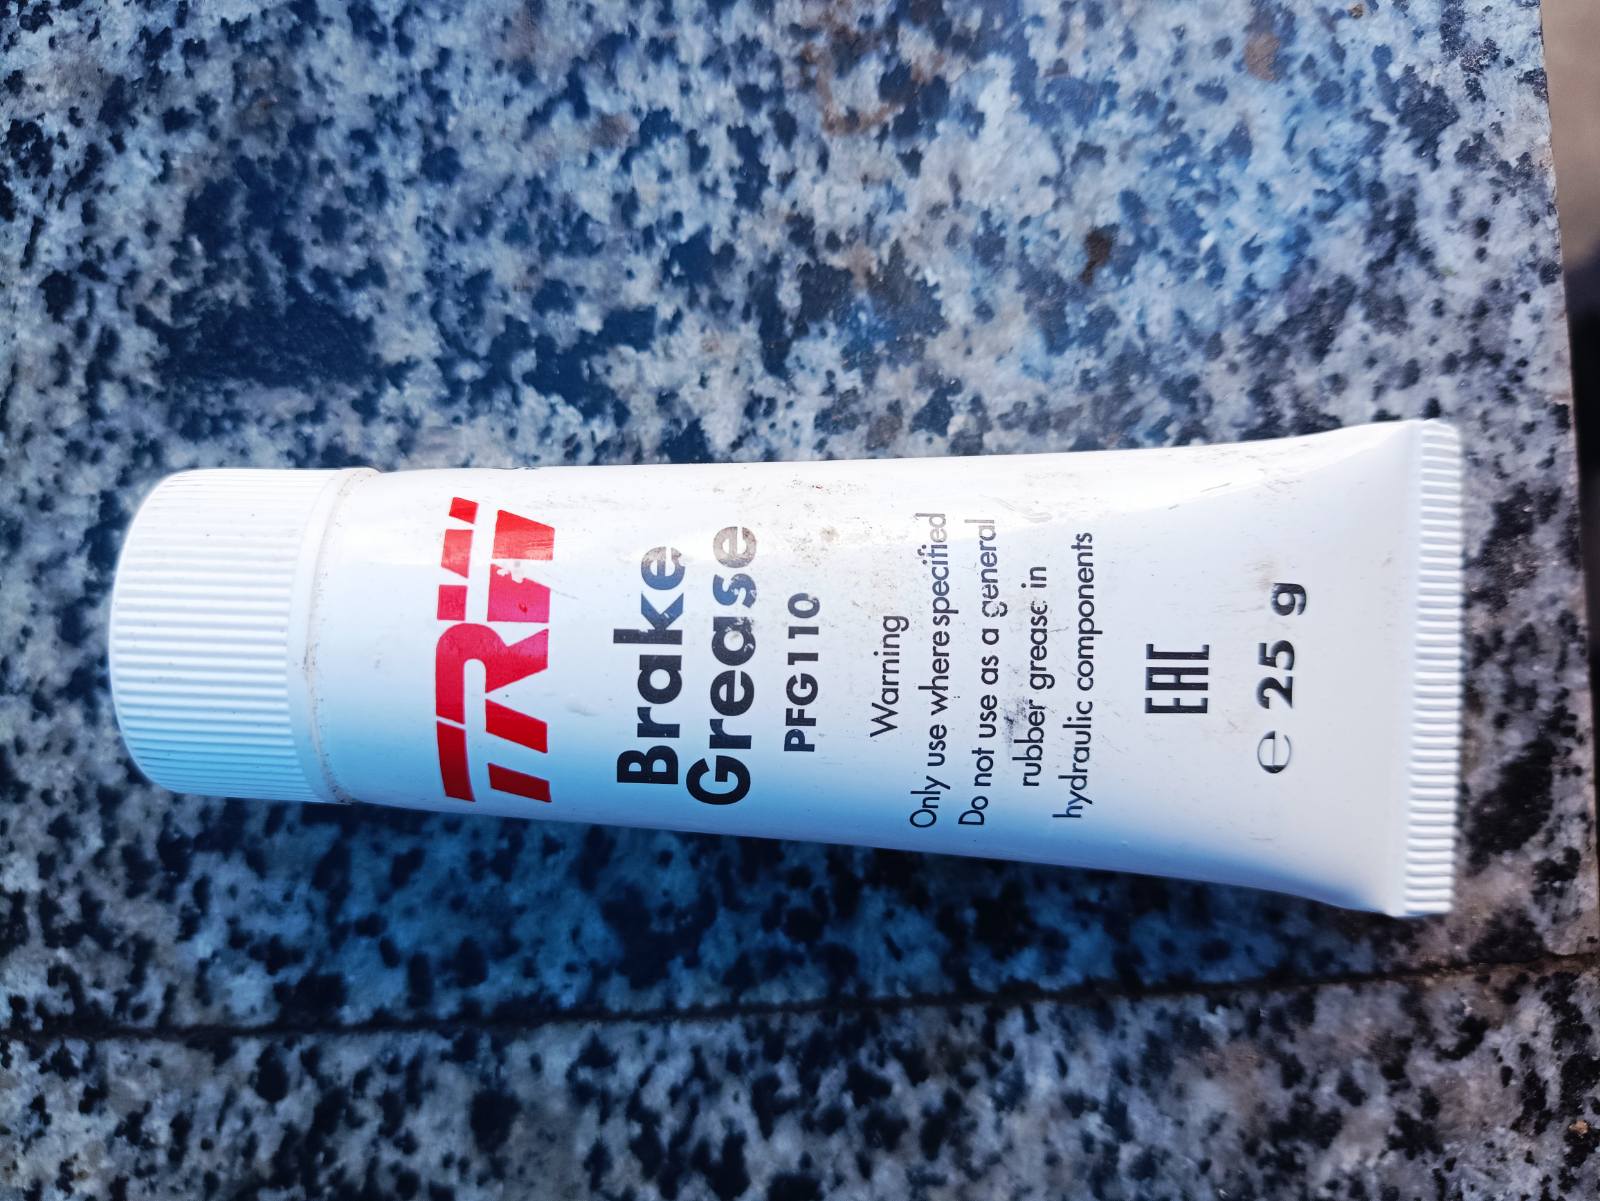 TRW
Brake
Grease
PFG110
Warning
Only use where specified
Do not use as a general
rubber grease in
hydraulic components
EAC
℮ 25 g